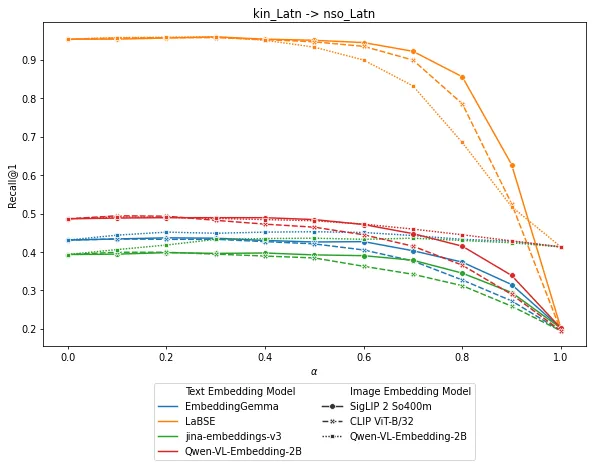 kin_Latn -> nso_Latn
Recall@1
0.9
0.8
0.7
0.6
0.5
0.4
0.3
0.2
0.0 0.2 0.4 0.6 0.8 1.0
α
Text Embedding Model
EmbeddingGemma
LaBSE
jina-embeddings-v3
Qwen-VL-Embedding-2B
Image Embedding Model
SigLIP 2 So400m
CLIP ViT-B/32
Qwen-VL-Embedding-2B